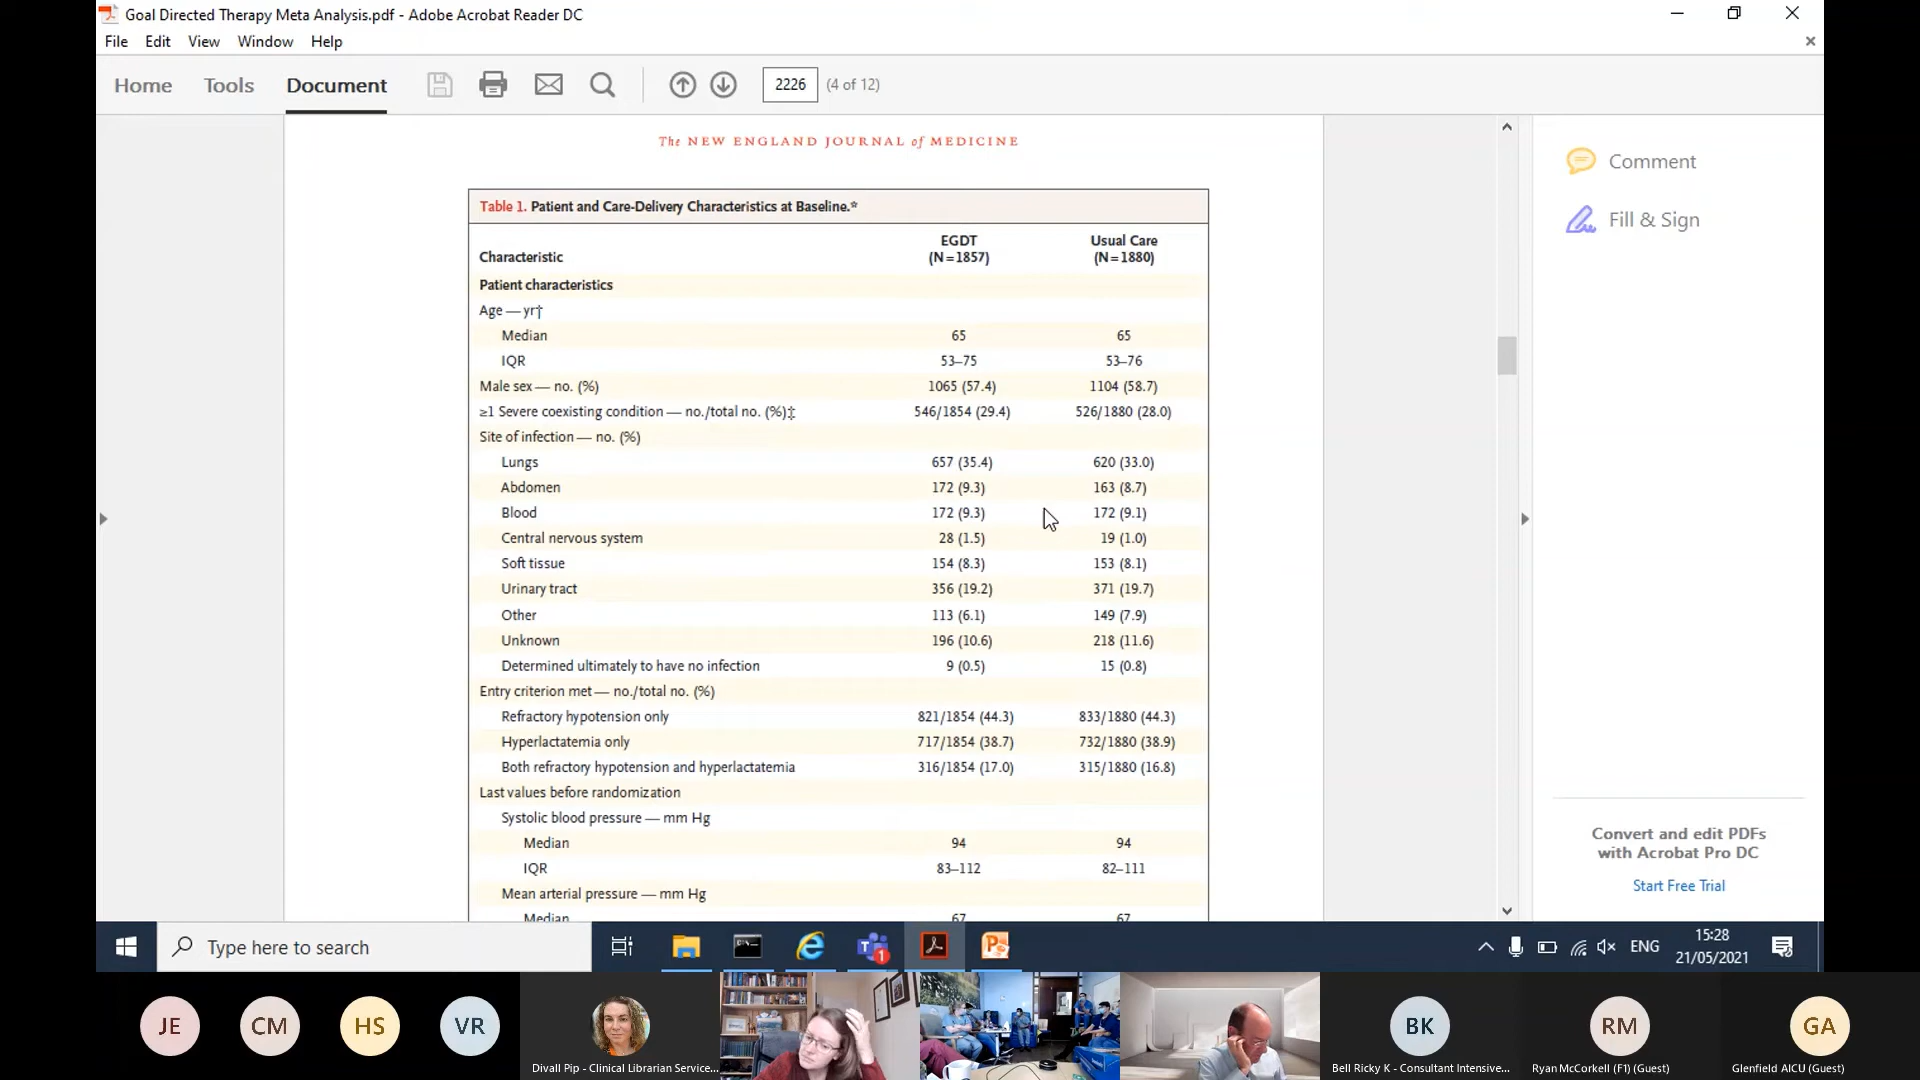 Goal Directed Therapy Meta Analysis.pdf - Adobe Acrobat Reader DC
File Edit View Window Help
Home Tools Document 2226 (4 of 12)
The NEW ENGLAND JOURNAL of MEDICINE
Comment
Fill & Sign
Table 1. Patient and Care-Delivery Characteristics at Baseline.*
Characteristic EGDT (N=1857) Usual Care (N=1880)
Patient characteristics
Age — yr†
Median 65 65
IQR 53–75 53–76
Male sex — no. (%) 1065 (57.4) 1104 (58.7)
≥1 Severe coexisting condition — no./total no. (%)‡ 546/1854 (29.4) 526/1880 (28.0)
Site of infection — no. (%)
Lungs 657 (35.4) 620 (33.0)
Abdomen 172 (9.3) 163 (8.7)
Blood 172 (9.3) 172 (9.1)
Central nervous system 28 (1.5) 19 (1.0)
Soft tissue 154 (8.3) 153 (8.1)
Urinary tract 356 (19.2) 371 (19.7)
Other 113 (6.1) 149 (7.9)
Unknown 196 (10.6) 218 (11.6)
Determined ultimately to have no infection 9 (0.5) 15 (0.8)
Entry criterion met — no./total no. (%)
Refractory hypotension only 821/1854 (44.3) 833/1880 (44.3)
Hyperlactatemia only 717/1854 (38.7) 732/1880 (38.9)
Both refractory hypotension and hyperlactatemia 316/1854 (17.0) 315/1880 (16.8)
Last values before randomization
Systolic blood pressure — mm Hg
Median 94 94
IQR 83–112 82–111
Mean arterial pressure — mm Hg
Median 67 67
Convert and edit PDFs
with Acrobat Pro DC
Start Free Trial
Type here to search
1
ENG
15:28
21/05/2021
JE CM HS VR BK RM GA
Divall Pip - Clinical Librarian Service...
Bell Ricky K - Consultant Intensive...
Ryan McCorkell (F1) (Guest)
Glenfield AICU (Guest)